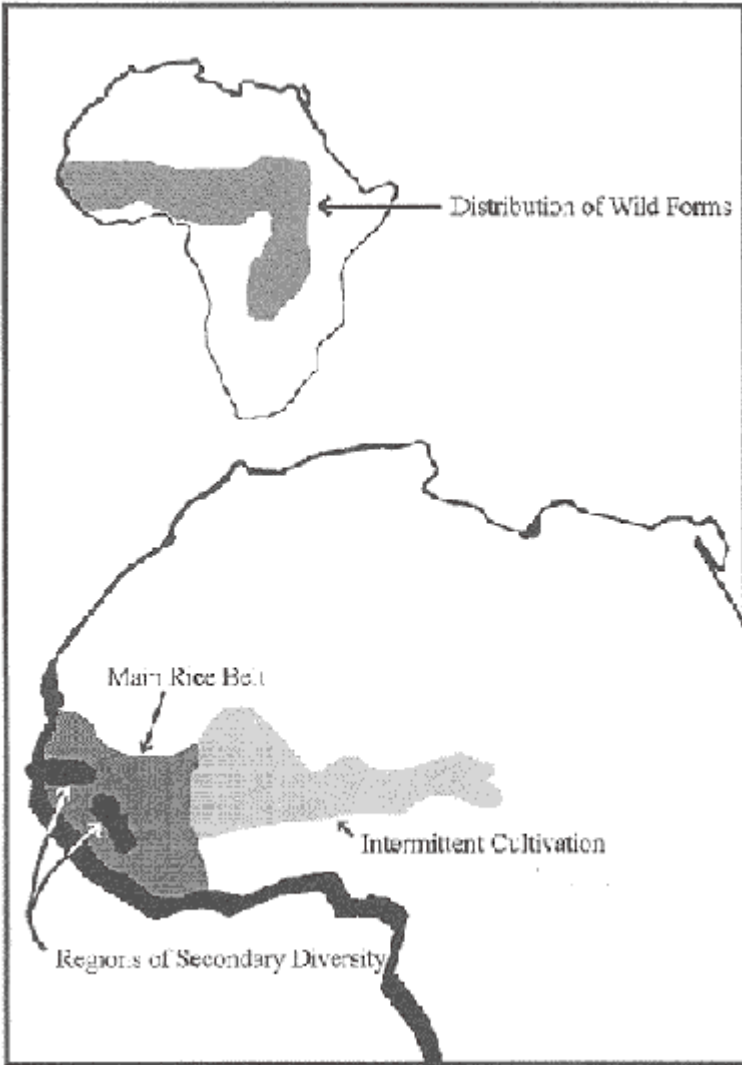 Distribution of Wild Forms
Main Rice Belt
Intermittent Cultivation
Regions of Secondary Diversity